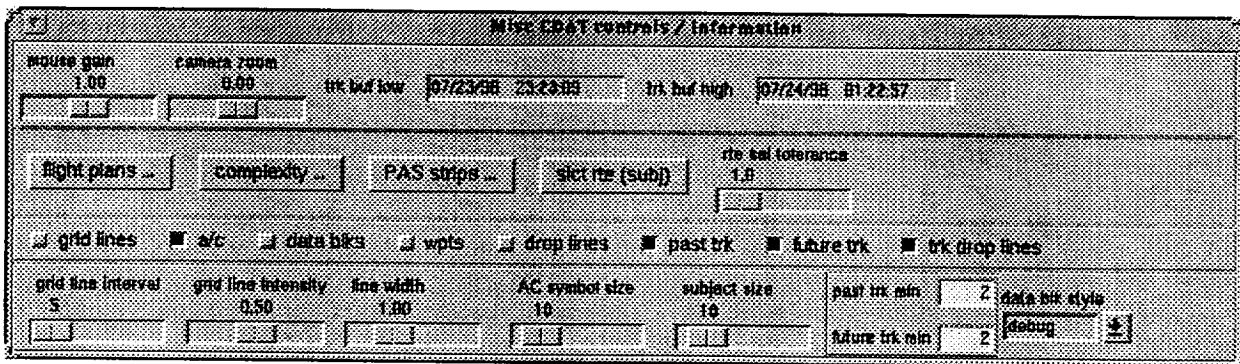 Misc CDAT controls / information
mouse gain camera zoom
1.00 0.00 trk buf low 07/23/98 23:23:09 trk buf high 07/24/98 01:22:57
flight plans ... complexity ... PAS strips ... slct rte (subj) rte sel tolerance
1.0
grid lines a/c data blks wpts drop lines past trk future trk trk drop lines
grid line interval grid line intensity line width AC symbol size subject size past trk min 2 data blk style
5 0.50 1.00 10 10 future trk min 2 debug